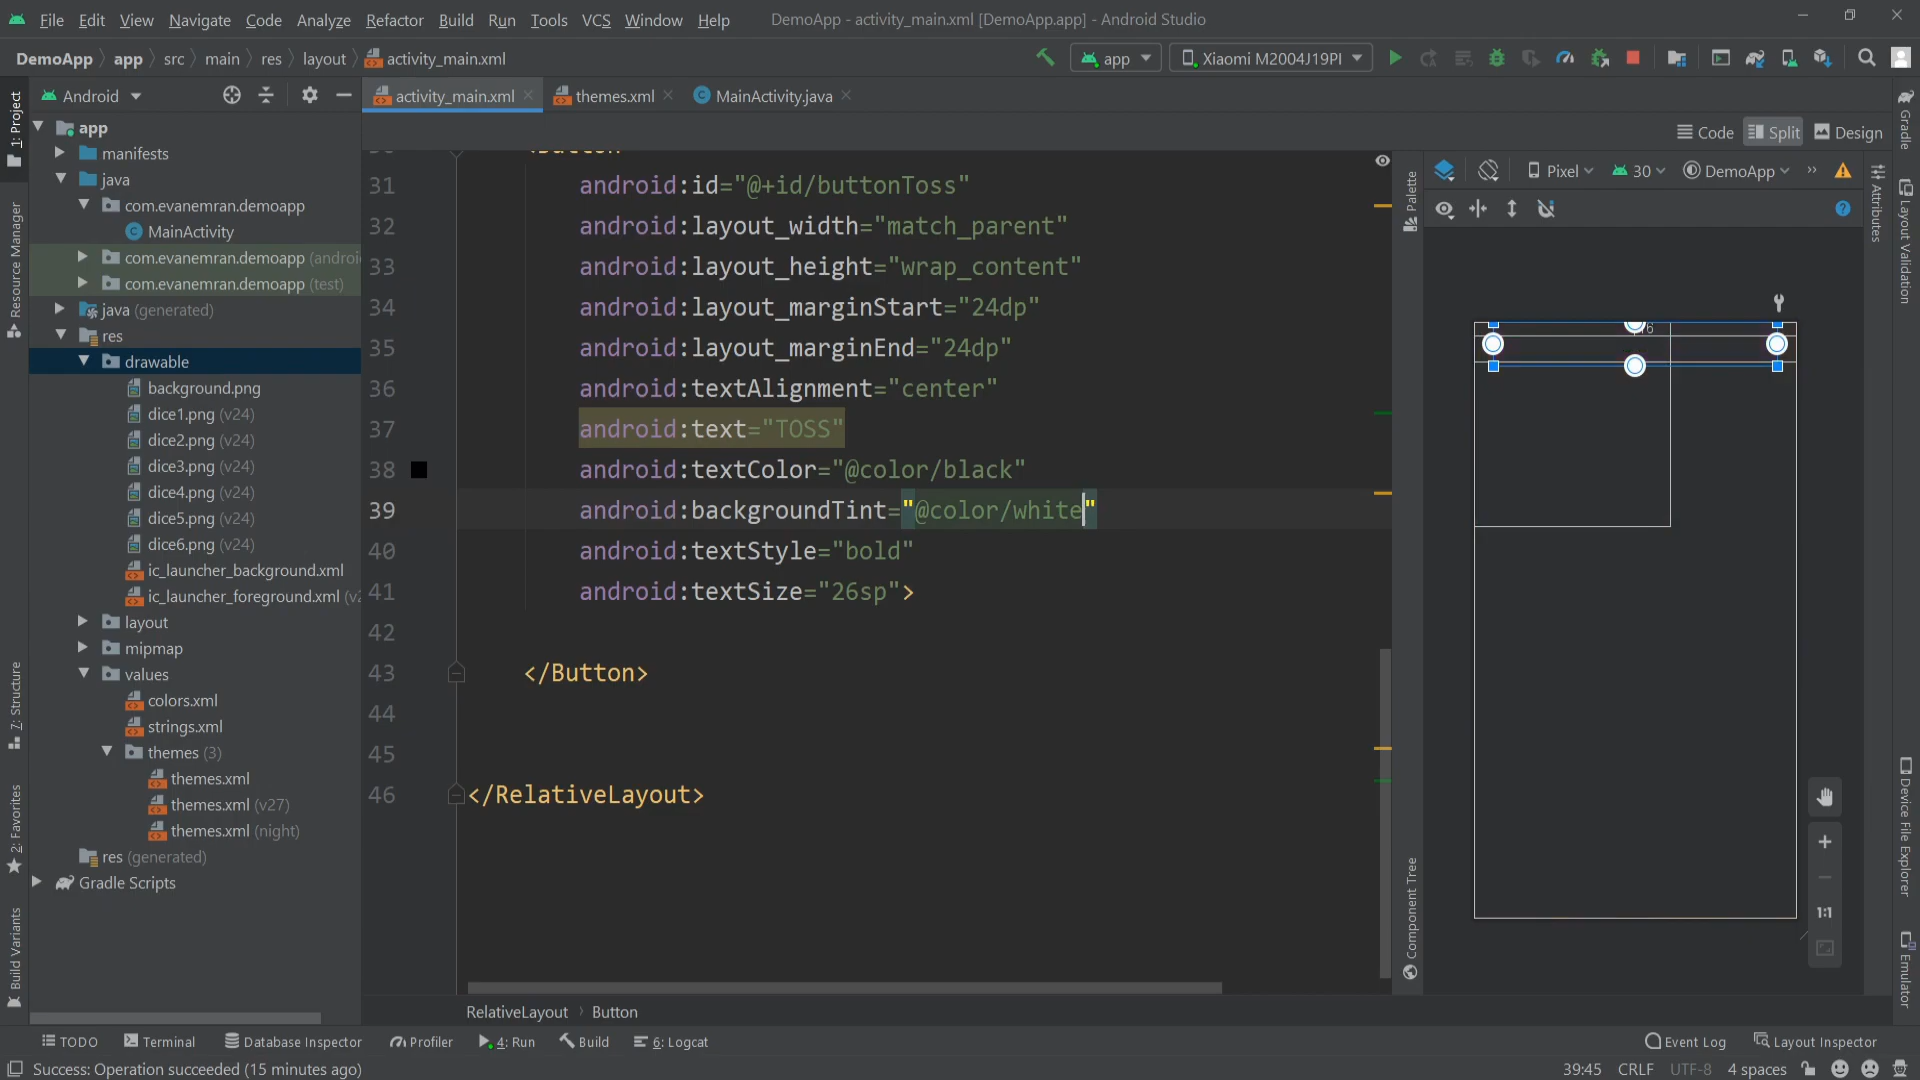 File Edit View Navigate Code Analyze Refactor Build Run Tools VCS Window Help DemoApp - activity_main.xml [DemoApp.app] - Android Studio
DemoApp app src main res layout activity_main.xml app Xiaomi M2004J19PI
Android activity_main.xml themes.xml MainActivity.java
Code Split Design
app
manifests
java
com.evanemran.demoapp
MainActivity
com.evanemran.demoapp (androi
com.evanemran.demoapp (test)
java (generated)
res
drawable
background.png
dice1.png (v24)
dice2.png (v24)
dice3.png (v24)
dice4.png (v24)
dice5.png (v24)
dice6.png (v24)
ic_launcher_background.xml
ic_launcher_foreground.xml (v2
layout
mipmap
values
colors.xml
strings.xml
themes (3)
themes.xml
themes.xml (v27)
themes.xml (night)
res (generated)
Gradle Scripts
1: Project
Resource Manager
7: Structure
2: Favorites
Build Variants
31 android:id="@+id/buttonToss"
32 android:layout_width="match_parent"
33 android:layout_height="wrap_content"
34 android:layout_marginStart="24dp"
35 android:layout_marginEnd="24dp"
36 android:textAlignment="center"
37 android:text="TOSS"
38 android:textColor="@color/black"
39 android:backgroundTint="@color/white"
40 android:textStyle="bold"
41 android:textSize="26sp">
42
43 </Button>
44
45
46 </RelativeLayout>
RelativeLayout Button
Palette
Component Tree
Pixel 30 DemoApp
1:1
Attributes
Gradle
Layout Validation
Device File Explorer
Emulator
TODO Terminal Database Inspector Profiler 4: Run Build 6: Logcat Event Log Layout Inspector
Success: Operation succeeded (15 minutes ago) 39:45 CRLF UTF-8 4 spaces